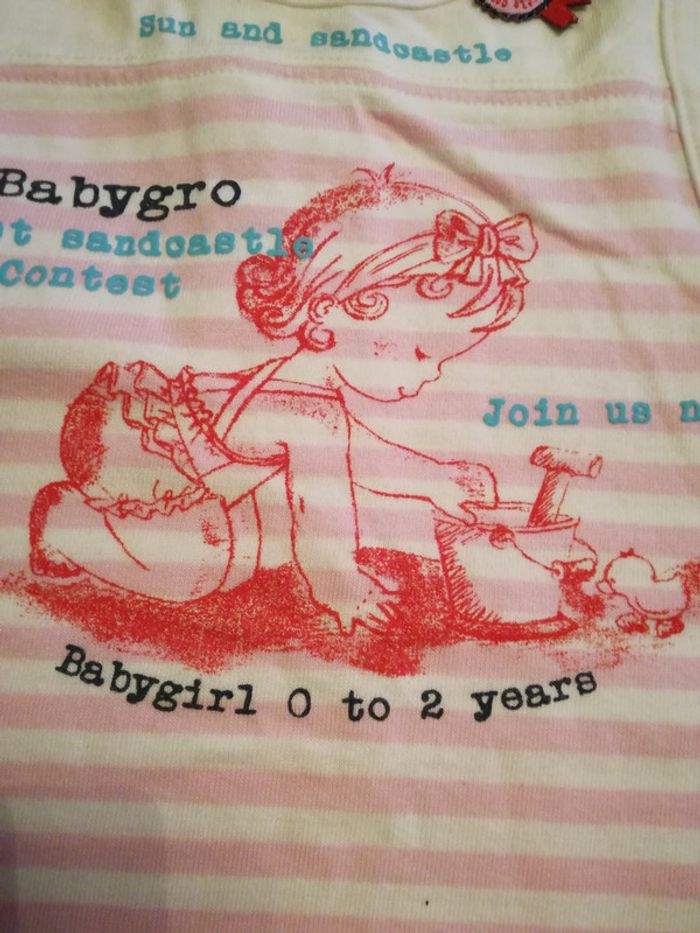 Sun and sandcastle
Babygro
t sandcastle
Contest
Join us n
Babygirl 0 to 2 years